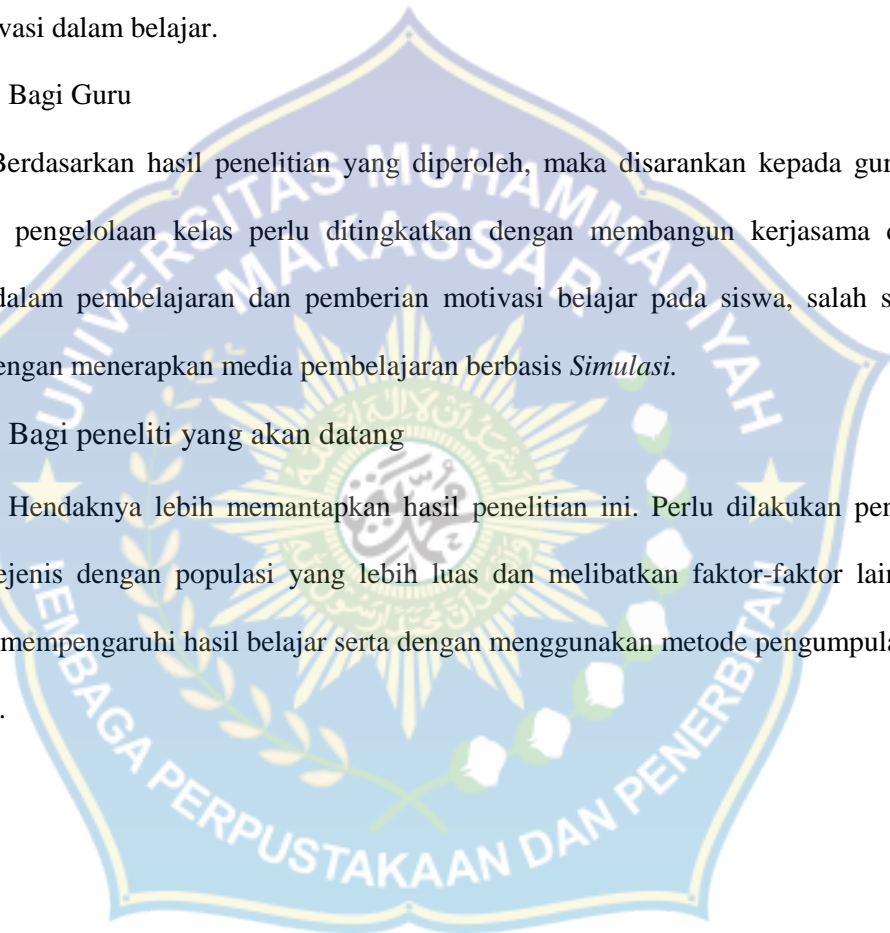 vasi dalam belajar.
Bagi Guru
Berdasarkan hasil penelitian yang diperoleh, maka disarankan kepada gur
pengelolaan kelas perlu ditingkatkan dengan membangun kerjasama
dalam pembelajaran dan pemberian motivasi belajar pada siswa, salah s
engan menerapkan media pembelajaran berbasis Simulasi.
Bagi peneliti yang akan datang
Hendaknya lebih memantapkan hasil penelitian ini. Perlu dilakukan pen
ejenis dengan populasi yang lebih luas dan melibatkan faktor-faktor lain
mempengaruhi hasil belajar serta dengan menggunakan metode pengumpula
.
UNIVERSITAS MUHAMMADIYAH
MAKASSAR
LEMBAGA PERPUSTAKAAN DAN PENERBITAN